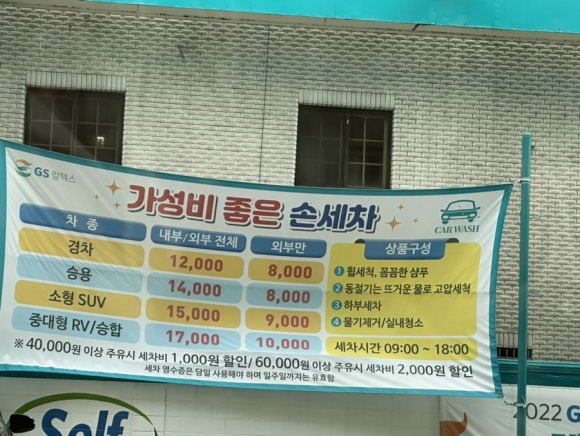 GS 칼텍스
가성비 좋은 손세차
CAR WASH
차 종 내부/외부 전체 외부만
경차 12,000 8,000
승용 14,000 8,000
소형 SUV 15,000 9,000
중대형 RV/승합 17,000 10,000
상품구성
1 휠세척, 꼼꼼한 샴푸
2 동절기는 뜨거운 물로 고압세척
3 하부세차
4 물기제거/실내청소
세차시간 09:00 ~ 18:00
※ 40,000원 이상 주유시 세차비 1,000원 할인/ 60,000원 이상 주유시 세차비 2,000원 할인
세차 영수증은 당일 사용해야 하며 일주일까지는 유효함
Self
2022 G